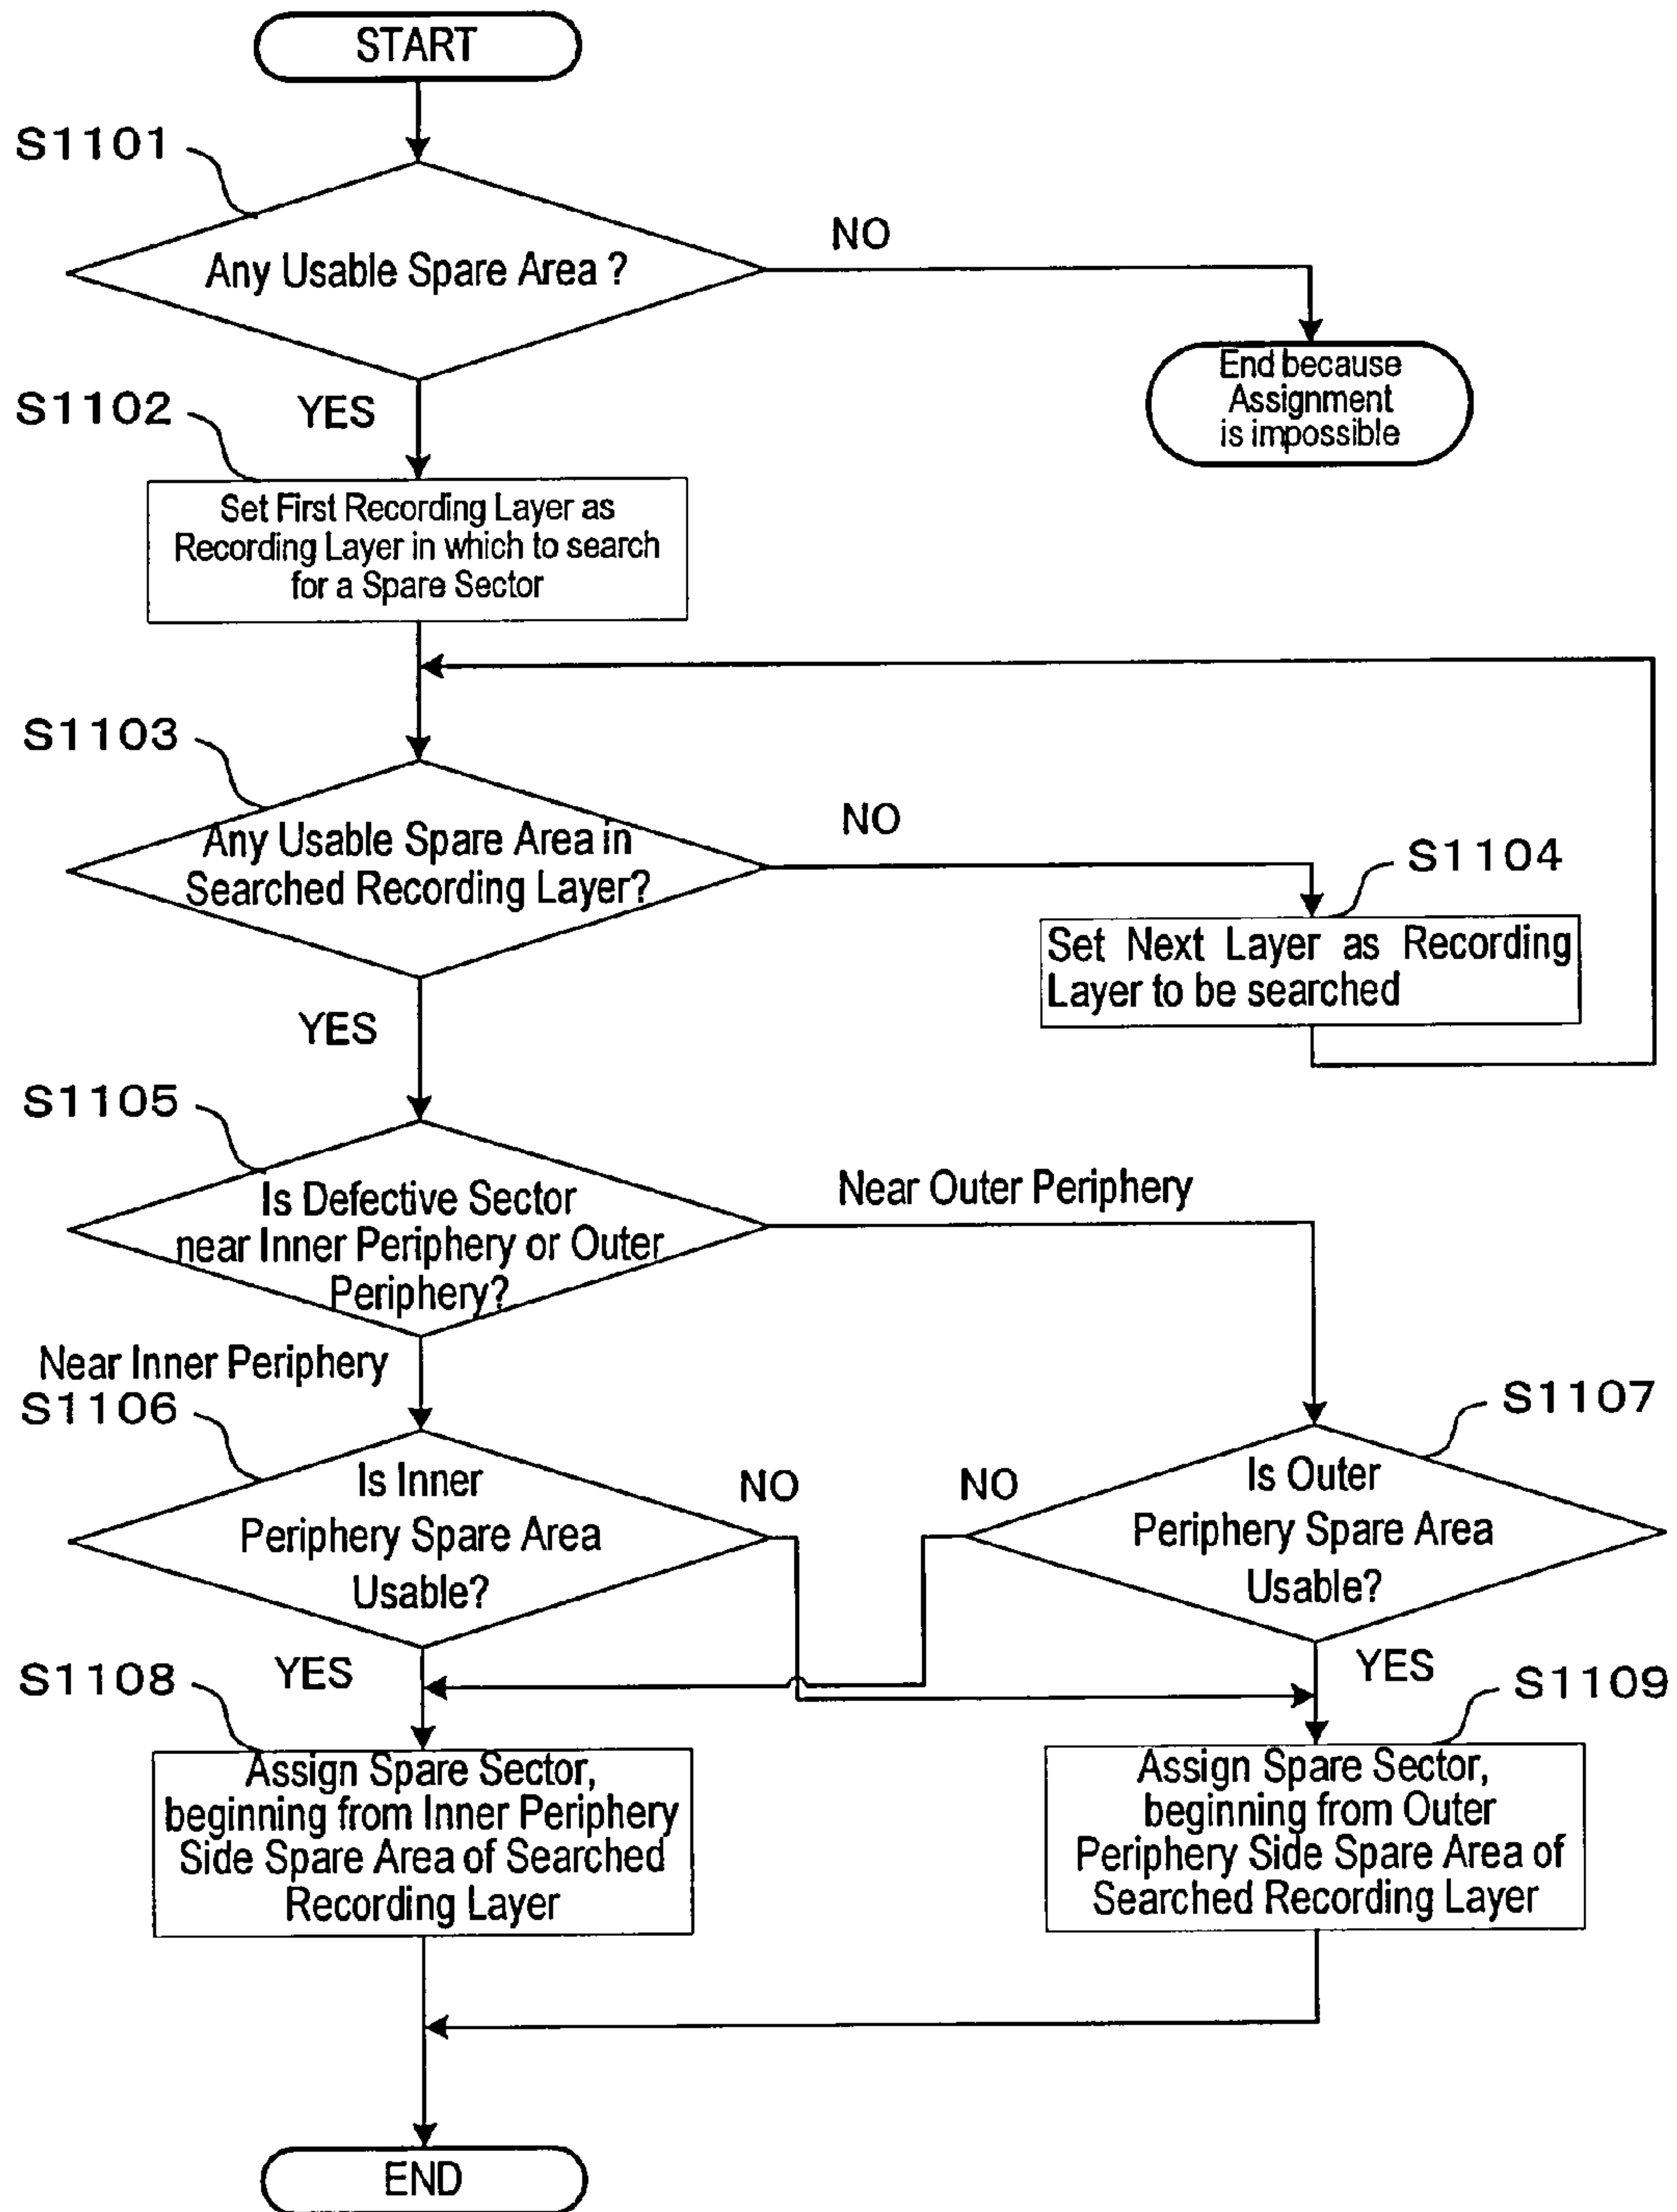 START
S1101
Any Usable Spare Area ?
NO
End because
Assignment
is impossible
S1102
YES
Set First Recording Layer as
Recording Layer in which to search
for a Spare Sector
S1103
Any Usable Spare Area in
Searched Recording Layer?
NO
S1104
Set Next Layer as Recording
Layer to be searched
YES
S1105
Is Defective Sector
near Inner Periphery or Outer
Periphery?
Near Outer Periphery
Near Inner Periphery
S1106
Is Inner
Periphery Spare Area
Usable?
NO
NO
S1107
Is Outer
Periphery Spare Area
Usable?
S1108
YES
YES
S1109
Assign Spare Sector,
beginning from Inner Periphery
Side Spare Area of Searched
Recording Layer
Assign Spare Sector,
beginning from Outer
Periphery Side Spare Area of
Searched Recording Layer
END